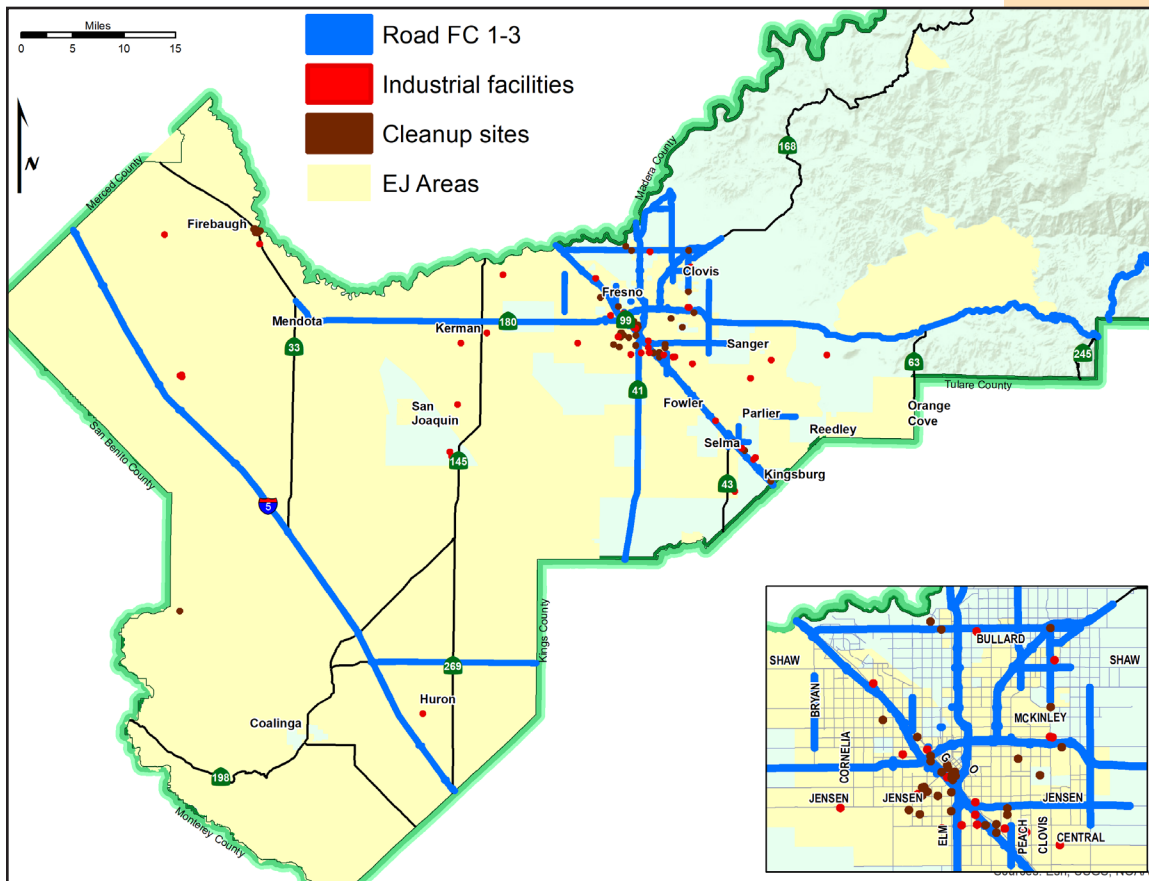 Miles
0 5 10 15
Road FC 1-3
Industrial facilities
Cleanup sites
EJ Areas
N
Merced County
Madera County
168
Firebaugh
Clovis
Fresno
99
Mendota
180
Kerman
Sanger
33
63
245
Tulare County
41
San
Joaquin
Fowler
Parlier
Orange
Cove
Reedley
Selma
145
Kingsburg
43
San Benito County
5
Kings County
269
Huron
Coalinga
198
Monterey County
BULLARD
SHAW
SHAW
BRYAN
MCKINLEY
CORNELIA
G
O
JENSEN
JENSEN
JENSEN
ELM
PEACH
CLOVIS
CENTRAL
Sources: Esri, USGS, NOAA